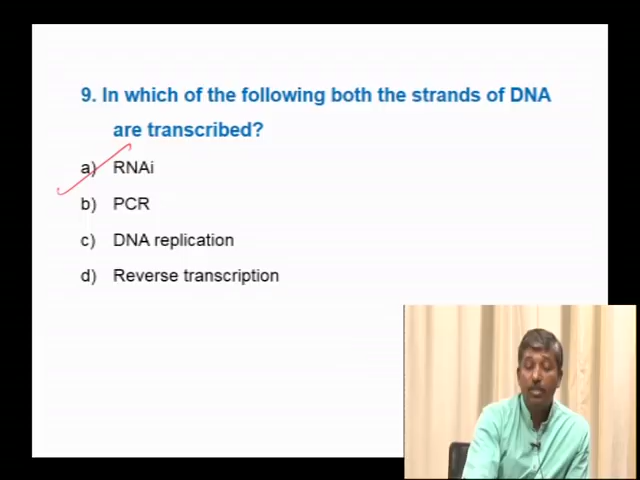 9. In which of the following both the strands of DNA
are transcribed?
a) RNAi
b) PCR
c) DNA replication
d) Reverse transcription